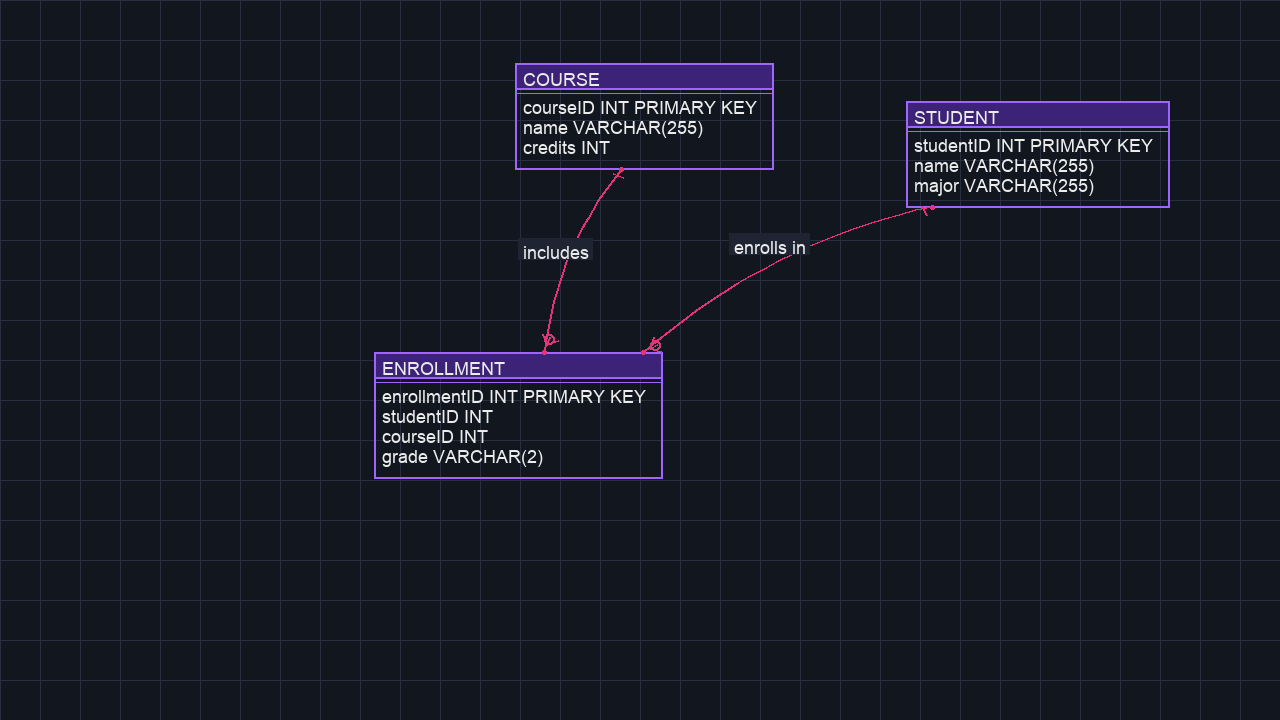 COURSE
courseID INT PRIMARY KEY
name VARCHAR(255)
credits INT
STUDENT
studentID INT PRIMARY KEY
name VARCHAR(255)
major VARCHAR(255)
includes
enrolls in
ENROLLMENT
enrollmentID INT PRIMARY KEY
studentID INT
courseID INT
grade VARCHAR(2)